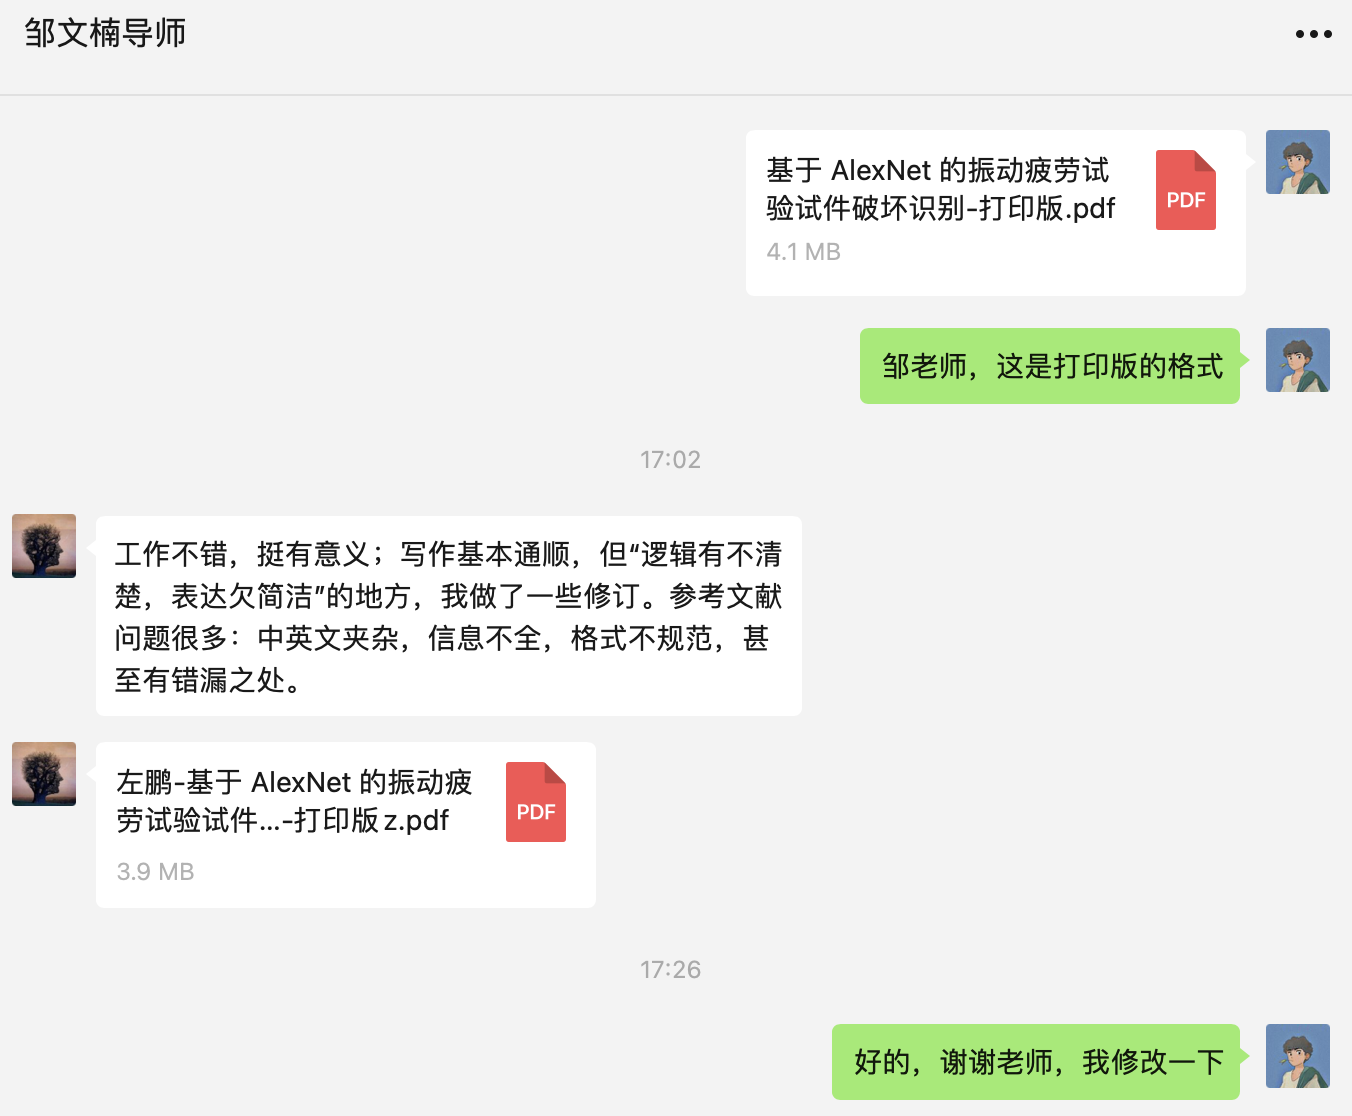 邹文楠导师
基于 AlexNet 的振动疲劳试
验试件破坏识别-打印版.pdf
4.1 MB
PDF
邹老师，这是打印版的格式
17:02
工作不错，挺有意义；写作基本通顺，但“逻辑有不清
楚，表达欠简洁”的地方，我做了一些修订。参考文献
问题很多：中英文夹杂，信息不全，格式不规范，甚
至有错漏之处。
左鹏-基于 AlexNet 的振动疲
劳试验试件...-打印版z.pdf
PDF
3.9 MB
17:26
好的，谢谢老师，我修改一下